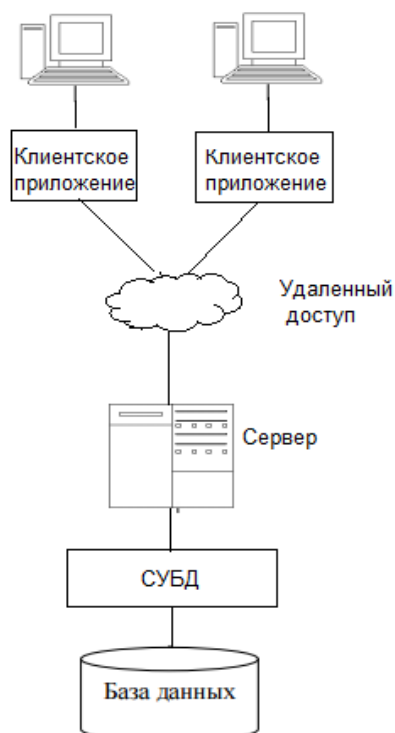 Клиентское
приложение
Клиентское
приложение
Удаленный
доступ
Сервер
СУБД
База данных